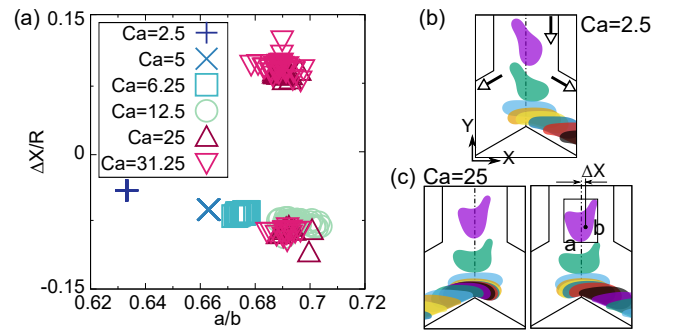 (a)
0.15
Ca=2.5
Ca=5
Ca=6.25
Ca=12.5
Ca=25
Ca=31.25
ΔX/R
0
-0.15
0.62
0.64
0.66
0.68
0.7
0.72
a/b
(b)
Ca=2.5
Y
X
(c)
Ca=25
ΔX
a
b